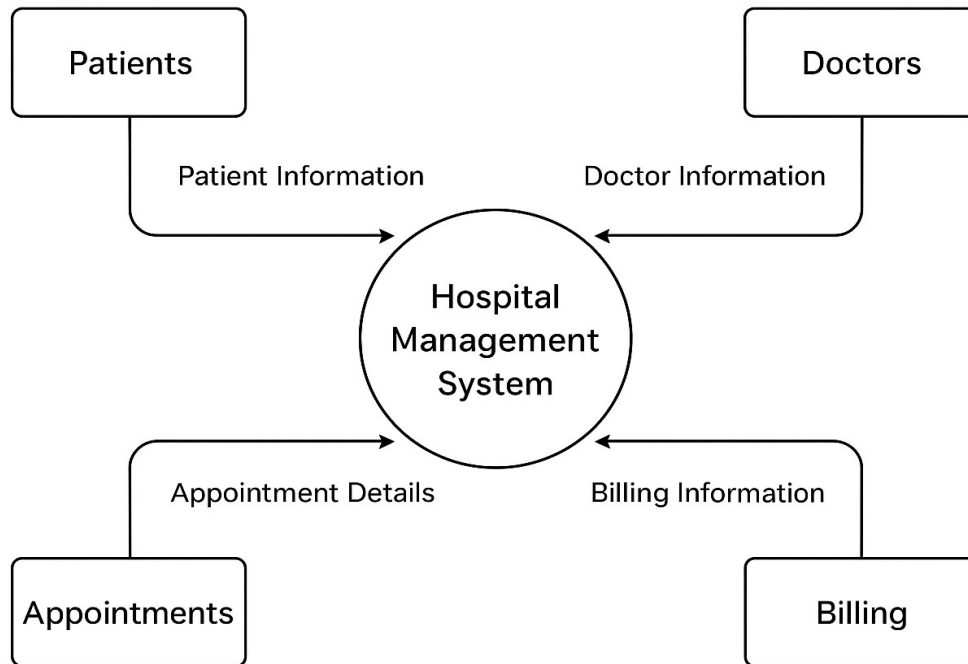 Patients
Doctors
Patient Information
Doctor Information
Hospital
Management
System
Appointment Details
Billing Information
Appointments
Billing